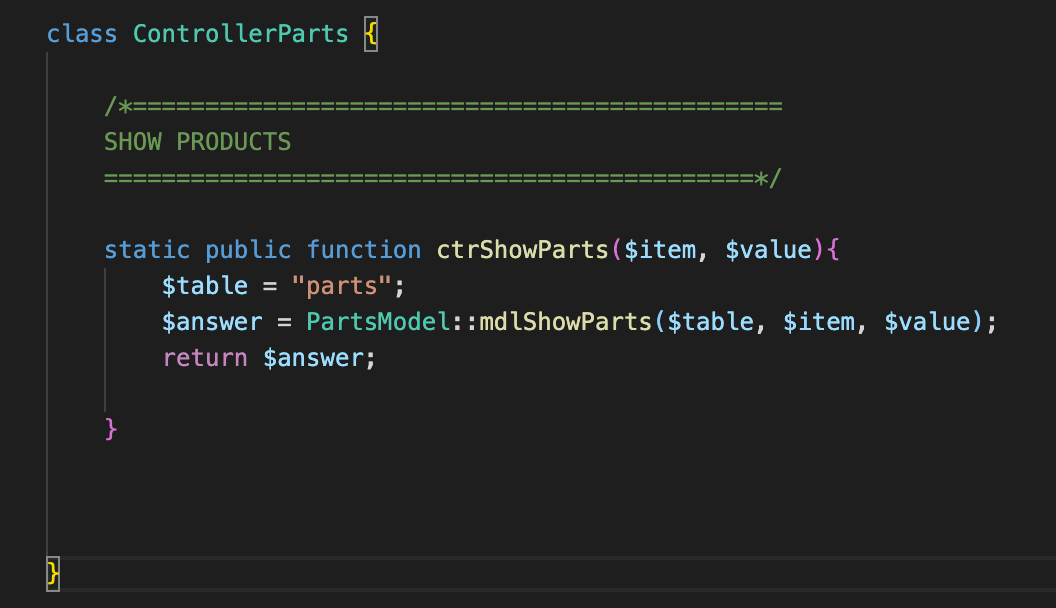 class ControllerParts {
/*=============================================
SHOW PRODUCTS
=============================================*/
static public function ctrShowParts($item, $value){
$table = "parts";
$answer = PartsModel::mdlShowParts($table, $item, $value);
return $answer;
}
}